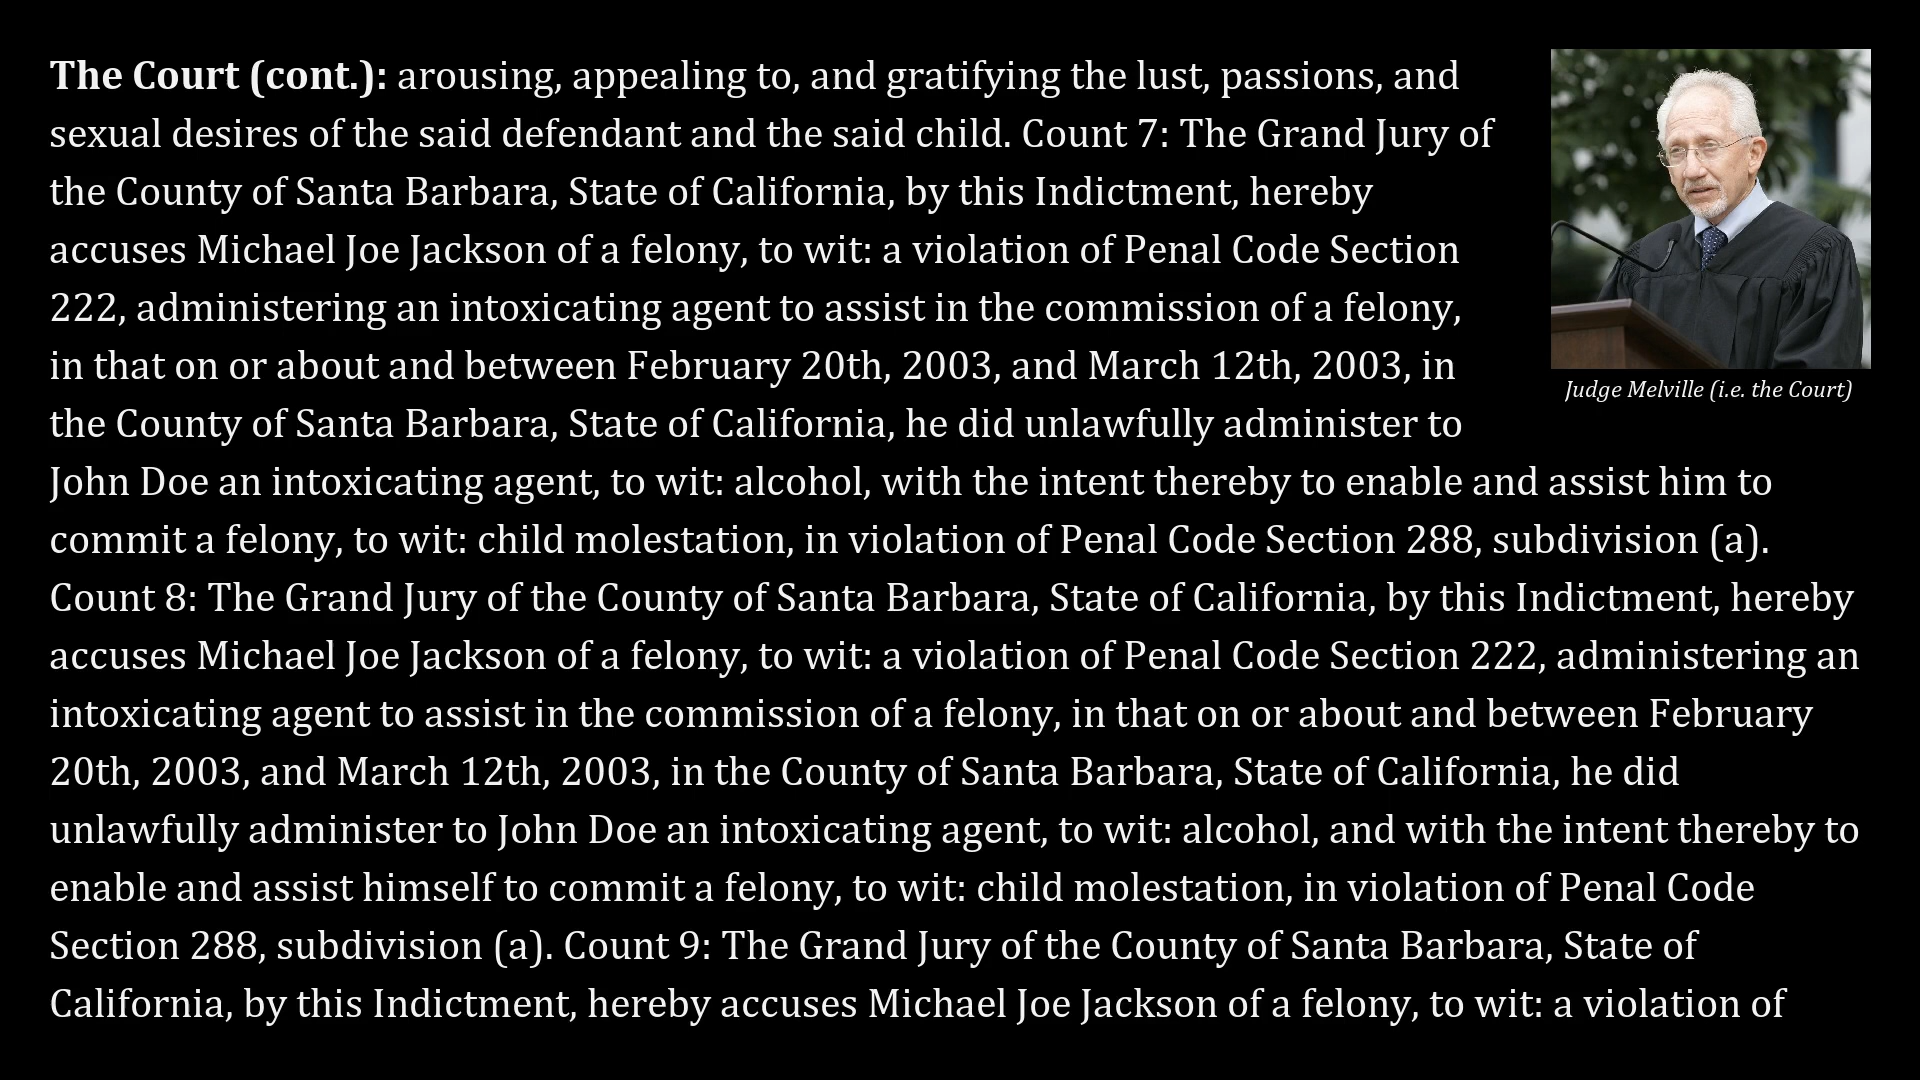 The Court (cont.): arousing, appealing to, and gratifying the lust, passions, and
sexual desires of the said defendant and the said child. Count 7: The Grand Jury of
the County of Santa Barbara, State of California, by this Indictment, hereby
accuses Michael Joe Jackson of a felony, to wit: a violation of Penal Code Section
222, administering an intoxicating agent to assist in the commission of a felony,
in that on or about and between February 20th, 2003, and March 12th, 2003, in
the County of Santa Barbara, State of California, he did unlawfully administer to
John Doe an intoxicating agent, to wit: alcohol, with the intent thereby to enable and assist him to
commit a felony, to wit: child molestation, in violation of Penal Code Section 288, subdivision (a).
Count 8: The Grand Jury of the County of Santa Barbara, State of California, by this Indictment, hereby
accuses Michael Joe Jackson of a felony, to wit: a violation of Penal Code Section 222, administering an
intoxicating agent to assist in the commission of a felony, in that on or about and between February
20th, 2003, and March 12th, 2003, in the County of Santa Barbara, State of California, he did
unlawfully administer to John Doe an intoxicating agent, to wit: alcohol, and with the intent thereby to
enable and assist himself to commit a felony, to wit: child molestation, in violation of Penal Code
Section 288, subdivision (a). Count 9: The Grand Jury of the County of Santa Barbara, State of
California, by this Indictment, hereby accuses Michael Joe Jackson of a felony, to wit: a violation of
Judge Melville (i.e. the Court)